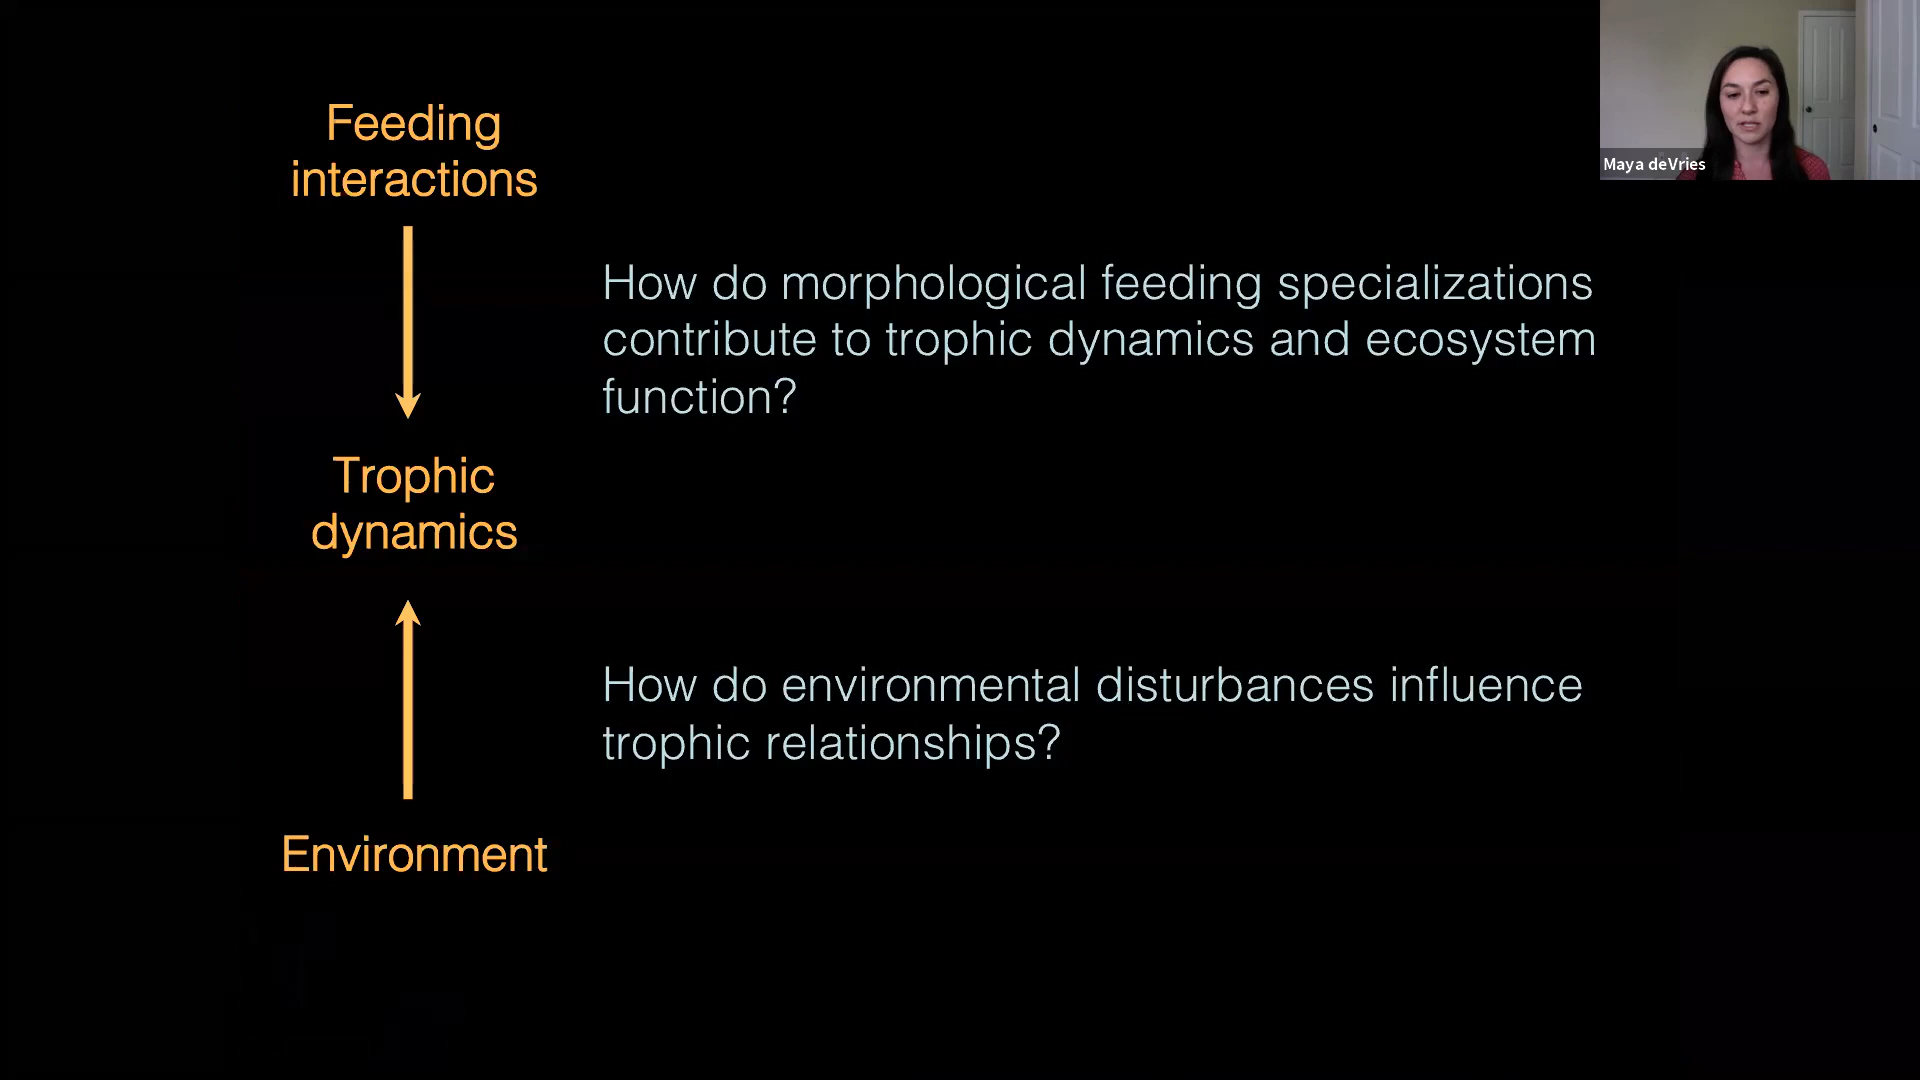 Feeding
interactions
Maya deVries
How do morphological feeding specializations
contribute to trophic dynamics and ecosystem
function?
Trophic
dynamics
How do environmental disturbances influence
trophic relationships?
Environment